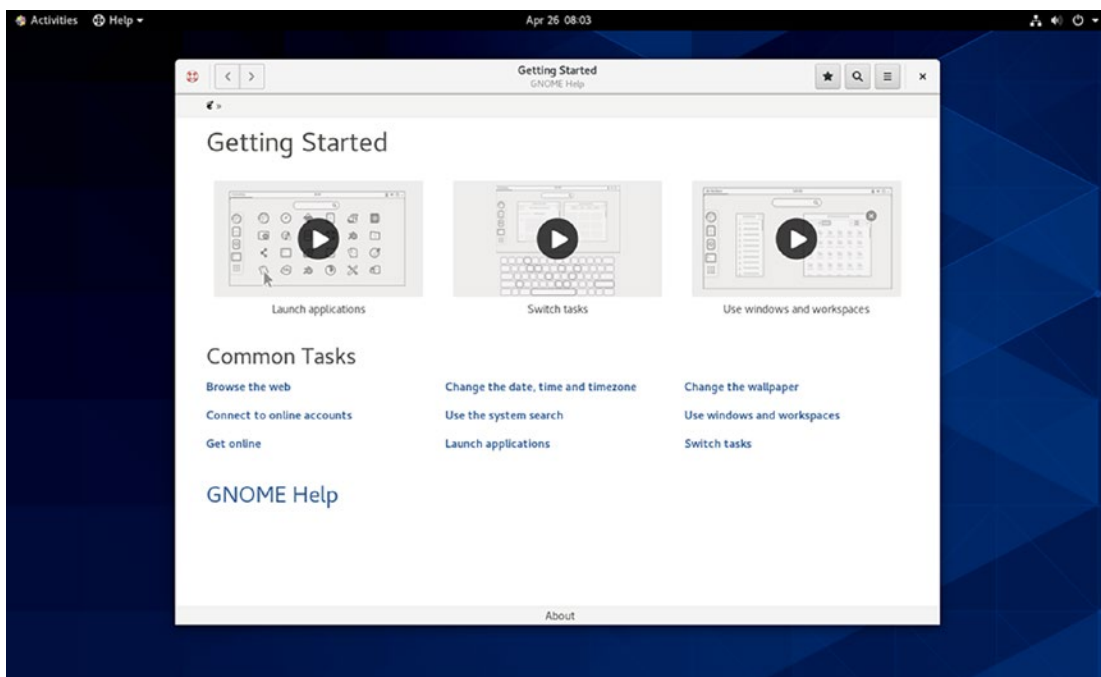 Activities Help Apr 26 08:03
Getting Started
GNOME Help
»
Getting Started
Launch applications Switch tasks Use windows and workspaces
Common Tasks
Browse the web Change the date, time and timezone Change the wallpaper
Connect to online accounts Use the system search Use windows and workspaces
Get online Launch applications Switch tasks
GNOME Help
About